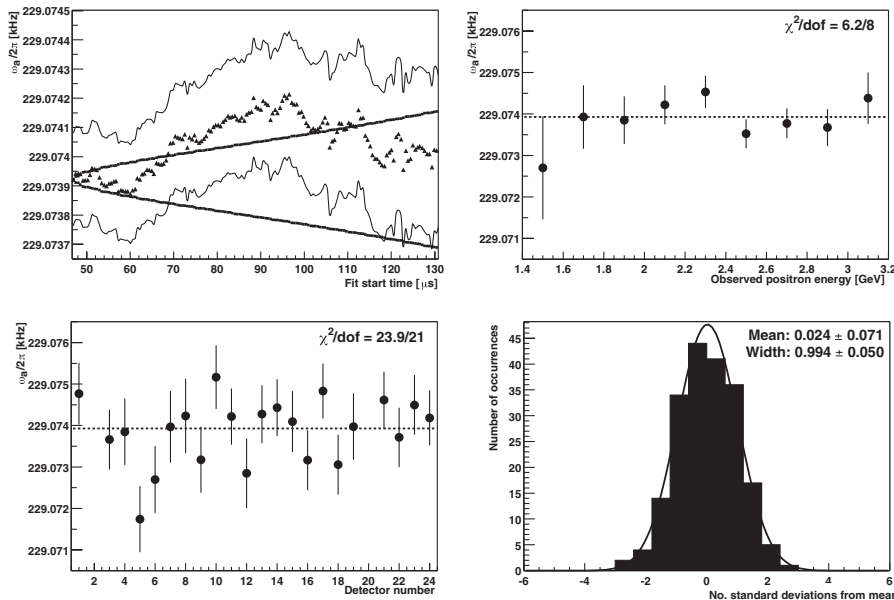 ωa/2π [kHz]
229.0745
229.0744
229.0743
229.0742
229.0741
229.074
229.0739
229.0738
229.0737
50 60 70 80 90 100 110 120 130
Fit start time [ μs]
ωa/2π [kHz]
χ2/dof = 6.2/8
229.076
229.075
229.074
229.073
229.072
229.071
1.4 1.6 1.8 2 2.2 2.4 2.6 2.8 3 3.2
Observed positron energy [GeV]
ωa/2π [kHz]
χ2/dof = 23.9/21
229.076
229.075
229.074
229.073
229.072
229.071
2 4 6 8 10 12 14 16 18 20 22 24
Detector number
Number of occurrences
Mean: 0.024 ± 0.071
Width: 0.994 ± 0.050
45
40
35
30
25
20
15
10
5
0
-6 -4 -2 0 2 4 6
No. standard deviations from mean